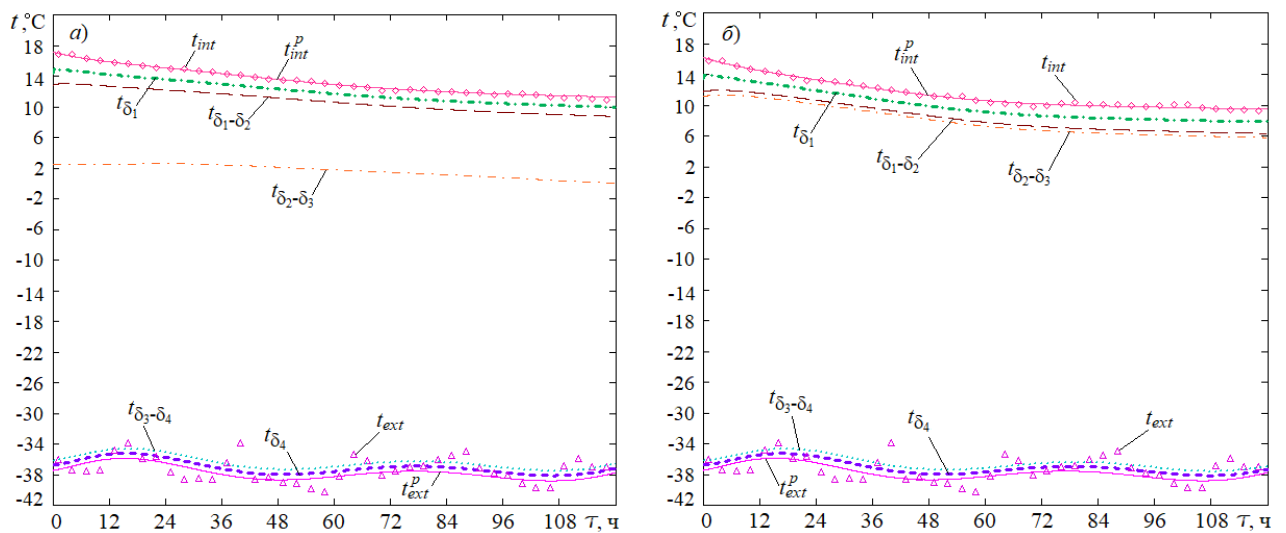 t ,°C
а)
18
14
10
6
2
-2
-6
-10
-14
-18
-22
-26
-30
-34
-38
-42
t_int
t^p_int
t_δ1
t_δ1-δ2
t_δ2-δ3
t_δ3-δ4
t_δ4
t_ext
t^p_ext
0 12 24 36 48 60 72 84 96 108 τ, ч
t ,°C
б)
18
14
10
6
2
-2
-6
-10
-14
-18
-22
-26
-30
-34
-38
-42
t^p_int
t_int
t_δ1
t_δ1-δ2
t_δ2-δ3
t_δ3-δ4
t_δ4
t_ext
t^p_ext
0 12 24 36 48 60 72 84 96 108 τ, ч